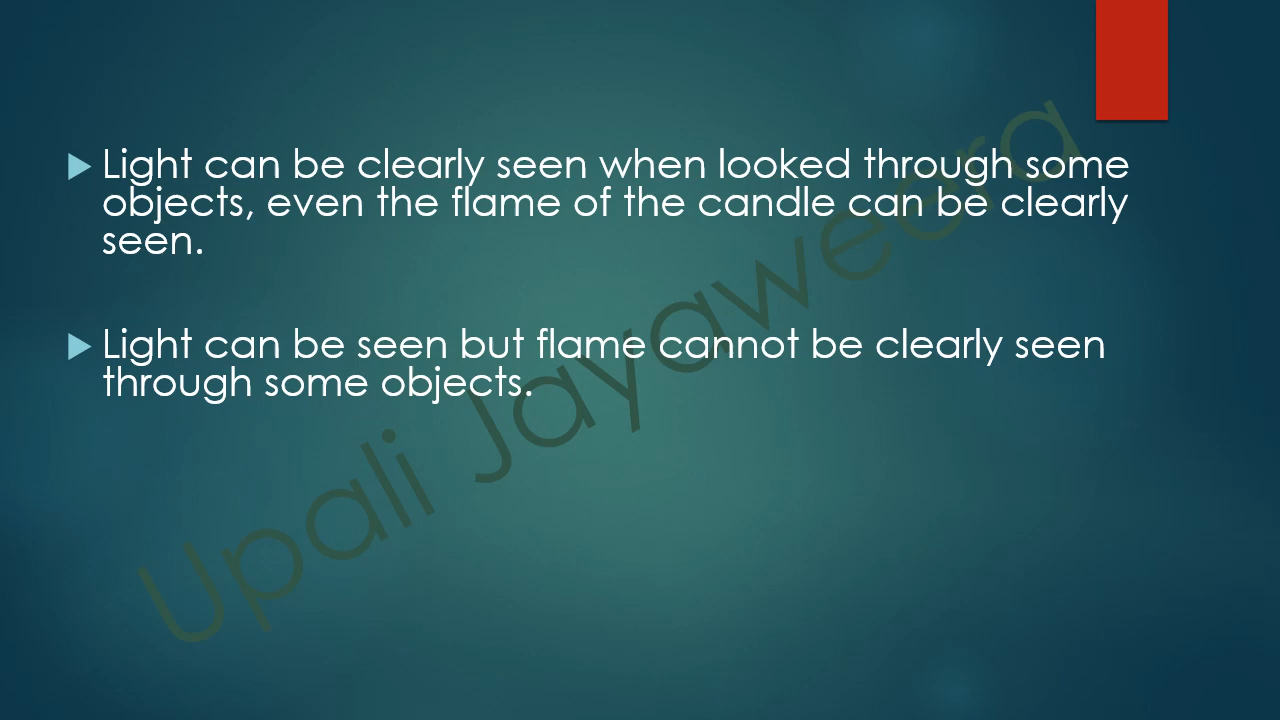 Light can be clearly seen when looked through some
objects, even the flame of the candle can be clearly
seen.
Light can be seen but flame cannot be clearly seen
through some objects.
Upali Jayaweera